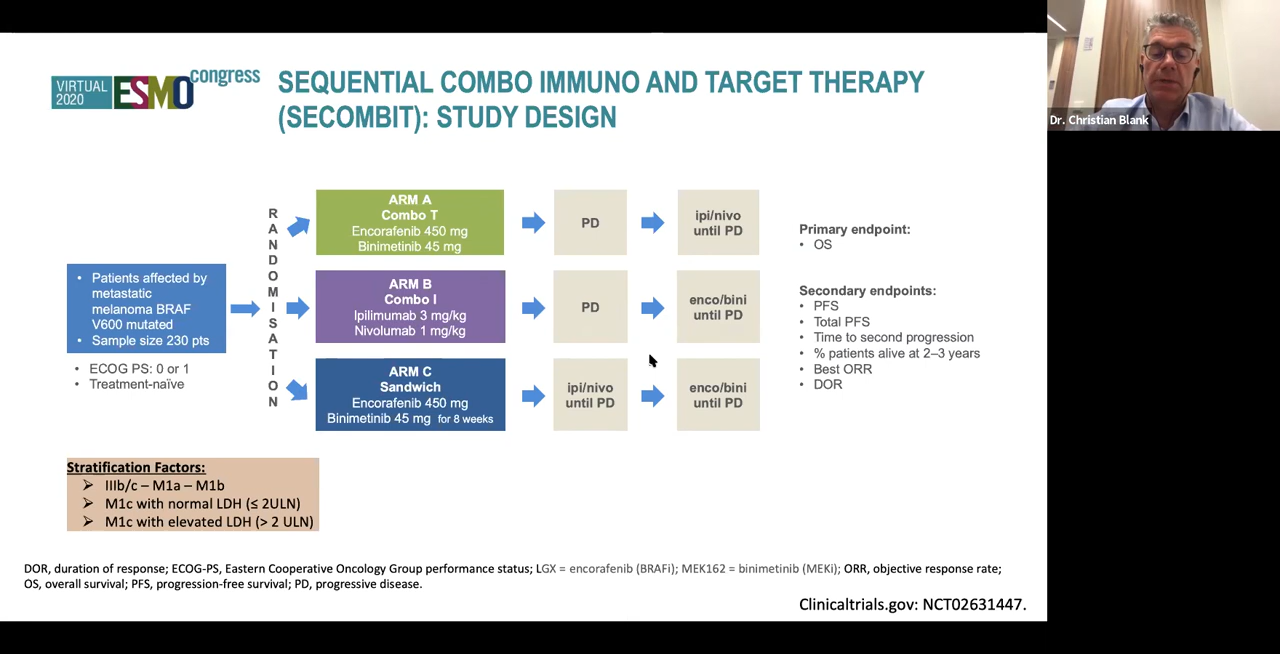 VIRTUAL
2020
ESMO
congress
SEQUENTIAL COMBO IMMUNO AND TARGET THERAPY
(SECOMBIT): STUDY DESIGN
Dr. Christian Blank
Patients affected by
metastatic
melanoma BRAF
V600 mutated
• Sample size 230 pts
• ECOG PS: 0 or 1
• Treatment-naïve
RANDOMISATION
ARM A
Combo T
Encorafenib 450 mg
Binimetinib 45 mg
PD
ipi/nivo
until PD
ARM B
Combo I
Ipilimumab 3 mg/kg
Nivolumab 1 mg/kg
PD
enco/bini
until PD
ARM C
Sandwich
Encorafenib 450 mg
Binimetinib 45 mg for 8 weeks
ipi/nivo
until PD
enco/bini
until PD
Primary endpoint:
• OS
Secondary endpoints:
• PFS
• Total PFS
• Time to second progression
• % patients alive at 2–3 years
• Best ORR
• DOR
Stratification Factors:
➢ IIIb/c – M1a – M1b
➢ M1c with normal LDH (≤ 2ULN)
➢ M1c with elevated LDH (> 2 ULN)
DOR, duration of response; ECOG-PS, Eastern Cooperative Oncology Group performance status; LGX = encorafenib (BRAFi); MEK162 = binimetinib (MEKi); ORR, objective response rate;
OS, overall survival; PFS, progression-free survival; PD, progressive disease.
Clinicaltrials.gov: NCT02631447.